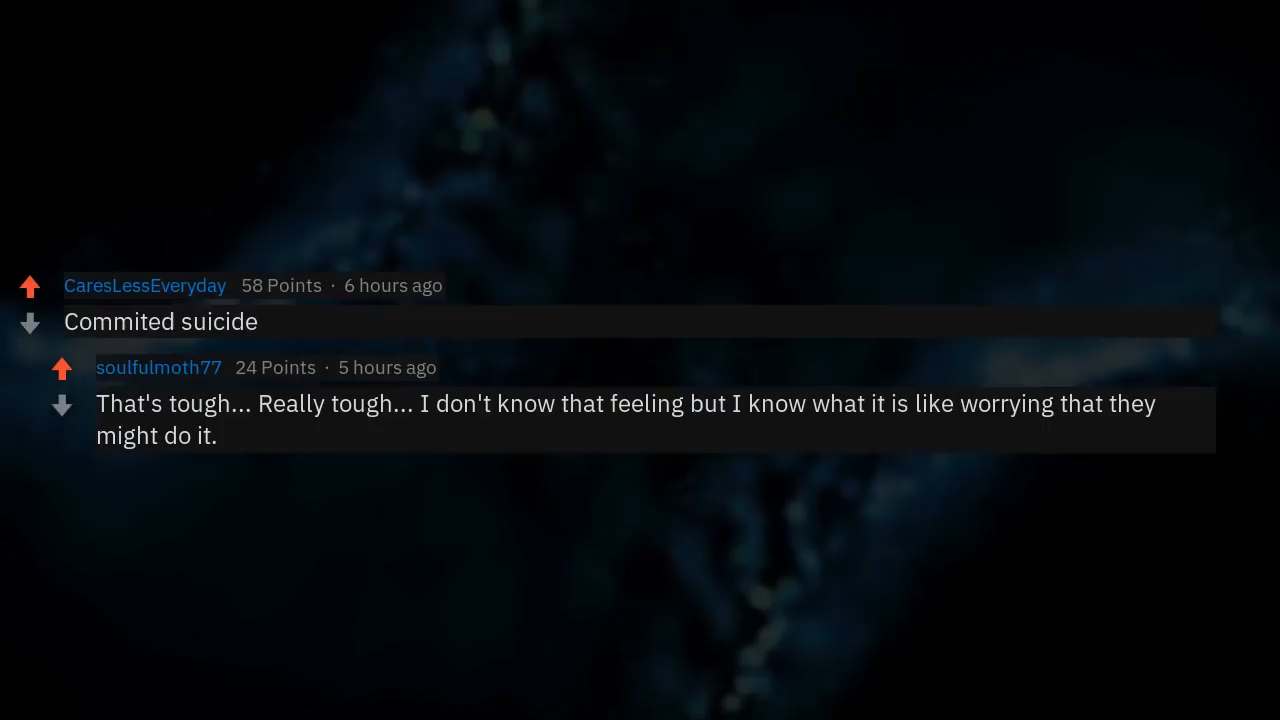 CaresLessEveryday 58 Points · 6 hours ago
Commited suicide
soulfulmoth77 24 Points · 5 hours ago
That's tough... Really tough... I don't know that feeling but I know what it is like worrying that they
might do it.